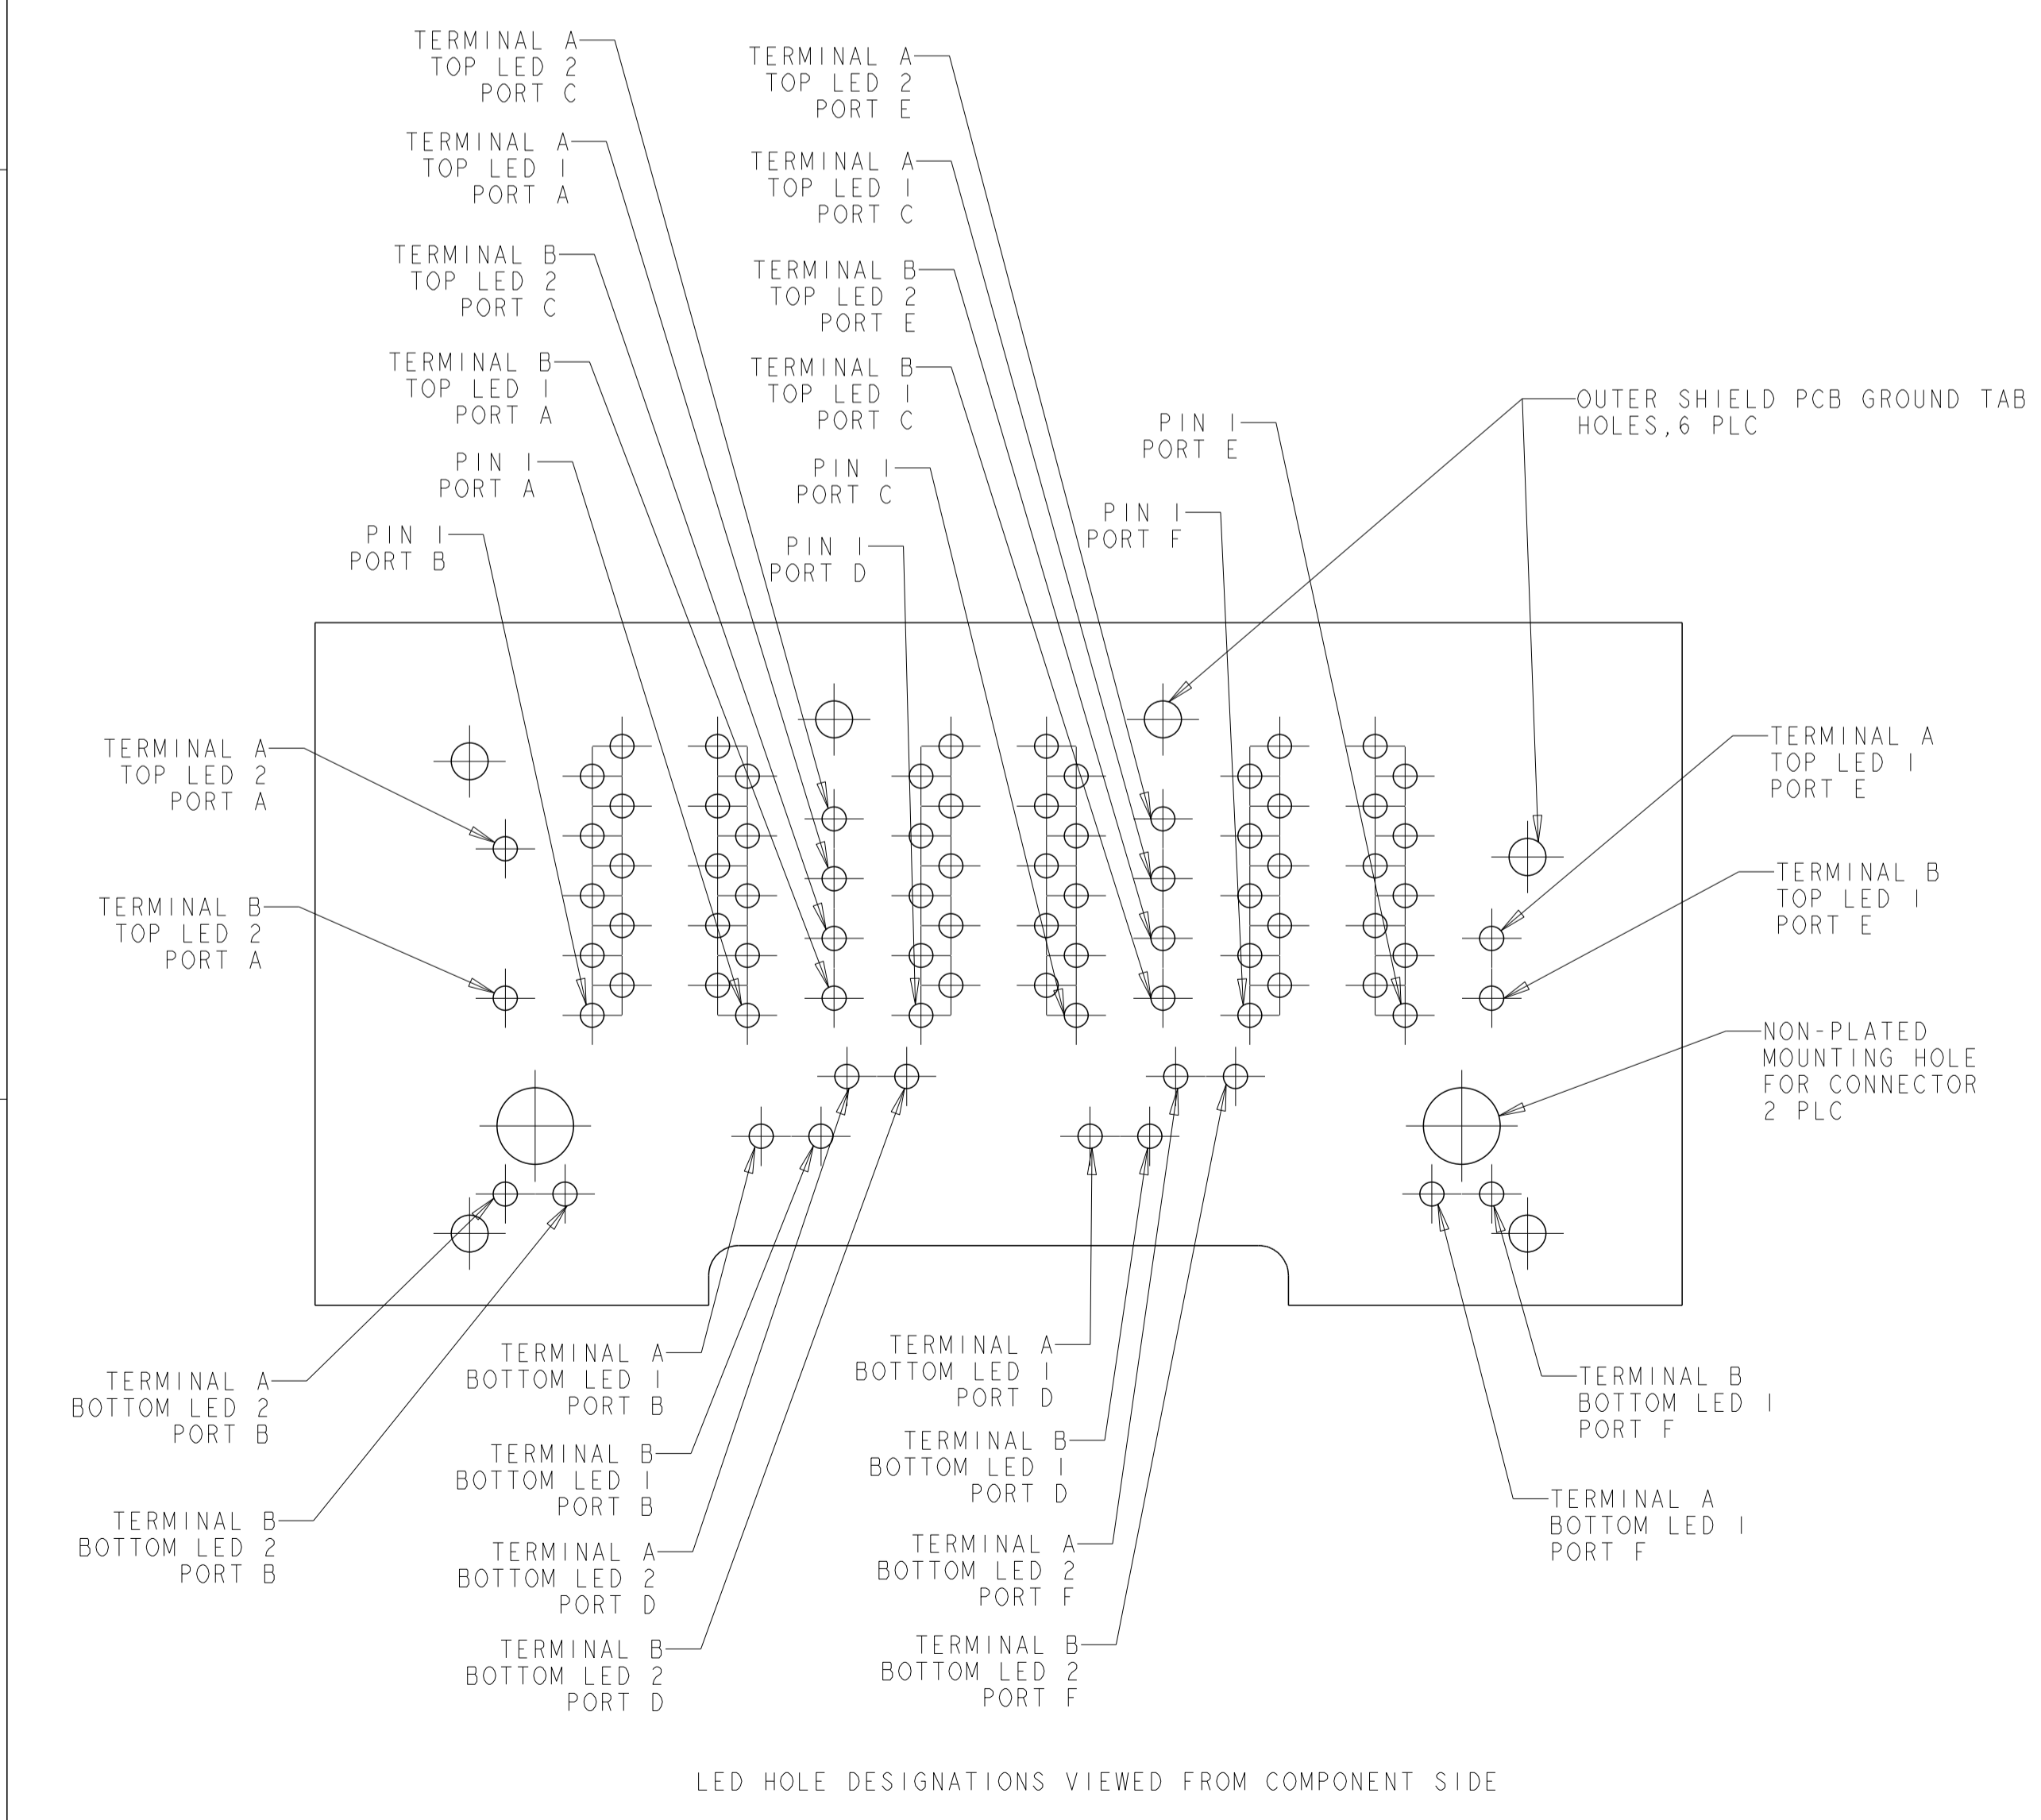 TERMINAL A
TOP LED 2
PORT C
TERMINAL A
TOP LED 2
PORT E
TERMINAL A
TOP LED 1
PORT A
TERMINAL A
TOP LED 1
PORT C
TERMINAL B
TOP LED 2
PORT C
TERMINAL B
TOP LED 2
PORT E
TERMINAL B
TOP LED 1
PORT A
TERMINAL B
TOP LED 1
PORT C
OUTER SHIELD PCB GROUND TAB
HOLES,6 PLC
PIN 1
PORT E
PIN 1
PORT A
PIN 1
PORT C
PIN 1
PORT F
PIN 1
PORT B
PIN 1
PORT D
TERMINAL A
TOP LED 2
PORT A
TERMINAL A
TOP LED 1
PORT E
TERMINAL B
TOP LED 1
PORT E
TERMINAL B
TOP LED 2
PORT A
NON-PLATED
MOUNTING HOLE
FOR CONNECTOR
2 PLC
TERMINAL A
BOTTOM LED 2
PORT B
TERMINAL A
BOTTOM LED 1
PORT B
TERMINAL A
BOTTOM LED 1
PORT D
TERMINAL B
BOTTOM LED 1
PORT F
TERMINAL B
BOTTOM LED 1
PORT B
TERMINAL B
BOTTOM LED 1
PORT D
TERMINAL A
BOTTOM LED 1
PORT F
TERMINAL B
BOTTOM LED 2
PORT B
TERMINAL A
BOTTOM LED 2
PORT D
TERMINAL A
BOTTOM LED 2
PORT F
TERMINAL B
BOTTOM LED 2
PORT D
TERMINAL B
BOTTOM LED 2
PORT F
LED HOLE DESIGNATIONS VIEWED FROM COMPONENT SIDE